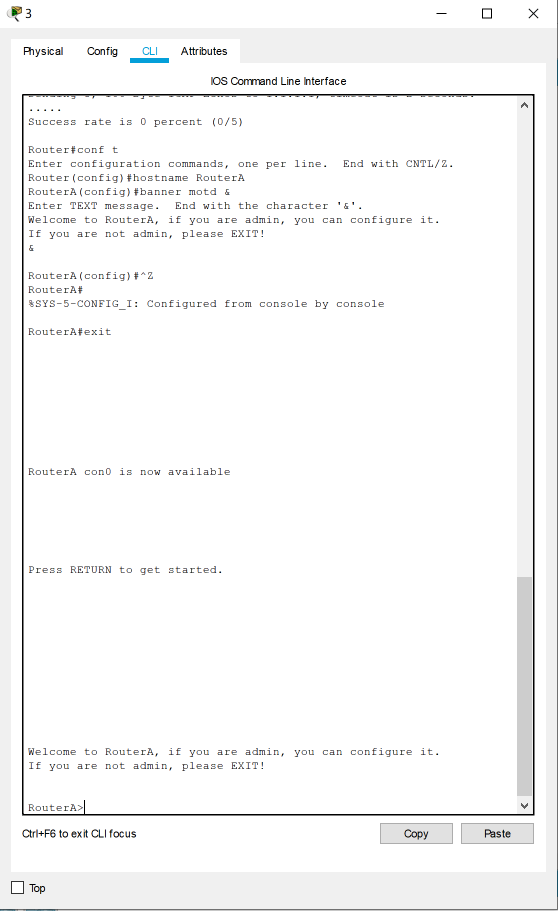 3
Physical Config CLI Attributes
IOS Command Line Interface
.....
Success rate is 0 percent (0/5)
Router#conf t
Enter configuration commands, one per line.  End with CNTL/Z.
Router(config)#hostname RouterA
RouterA(config)#banner motd &
Enter TEXT message.  End with the character '&'.
Welcome to RouterA, if you are admin, you can configure it.
If you are not admin, please EXIT!
&
RouterA(config)#^Z
RouterA#
%SYS-5-CONFIG_I: Configured from console by console
RouterA#exit
RouterA con0 is now available
Press RETURN to get started.
Welcome to RouterA, if you are admin, you can configure it.
If you are not admin, please EXIT!
RouterA>
Ctrl+F6 to exit CLI focus
Copy Paste
Top